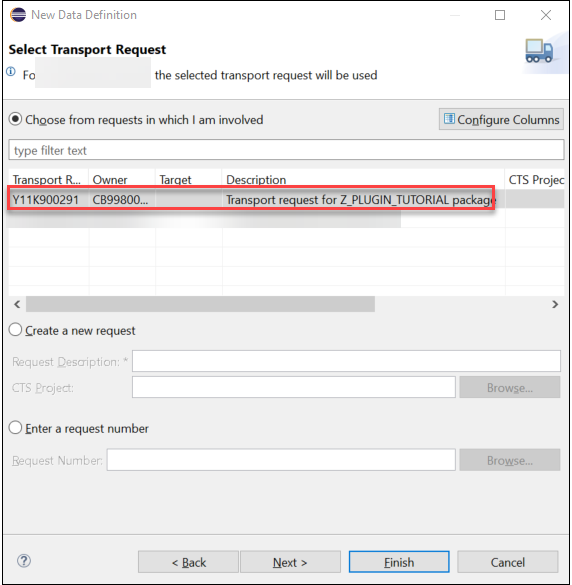 New Data Definition
Select Transport Request
Fo the selected transport request will be used
Choose from requests in which I am involved
Configure Columns
type filter text
Transport R... Owner Target Description CTS Projec
Y11K900291 CB99800... Transport request for Z_PLUGIN_TUTORIAL package
Create a new request
Request Description: *
CTS Project:
Browse...
Enter a request number
Request Number:
Browse...
< Back Next > Finish Cancel